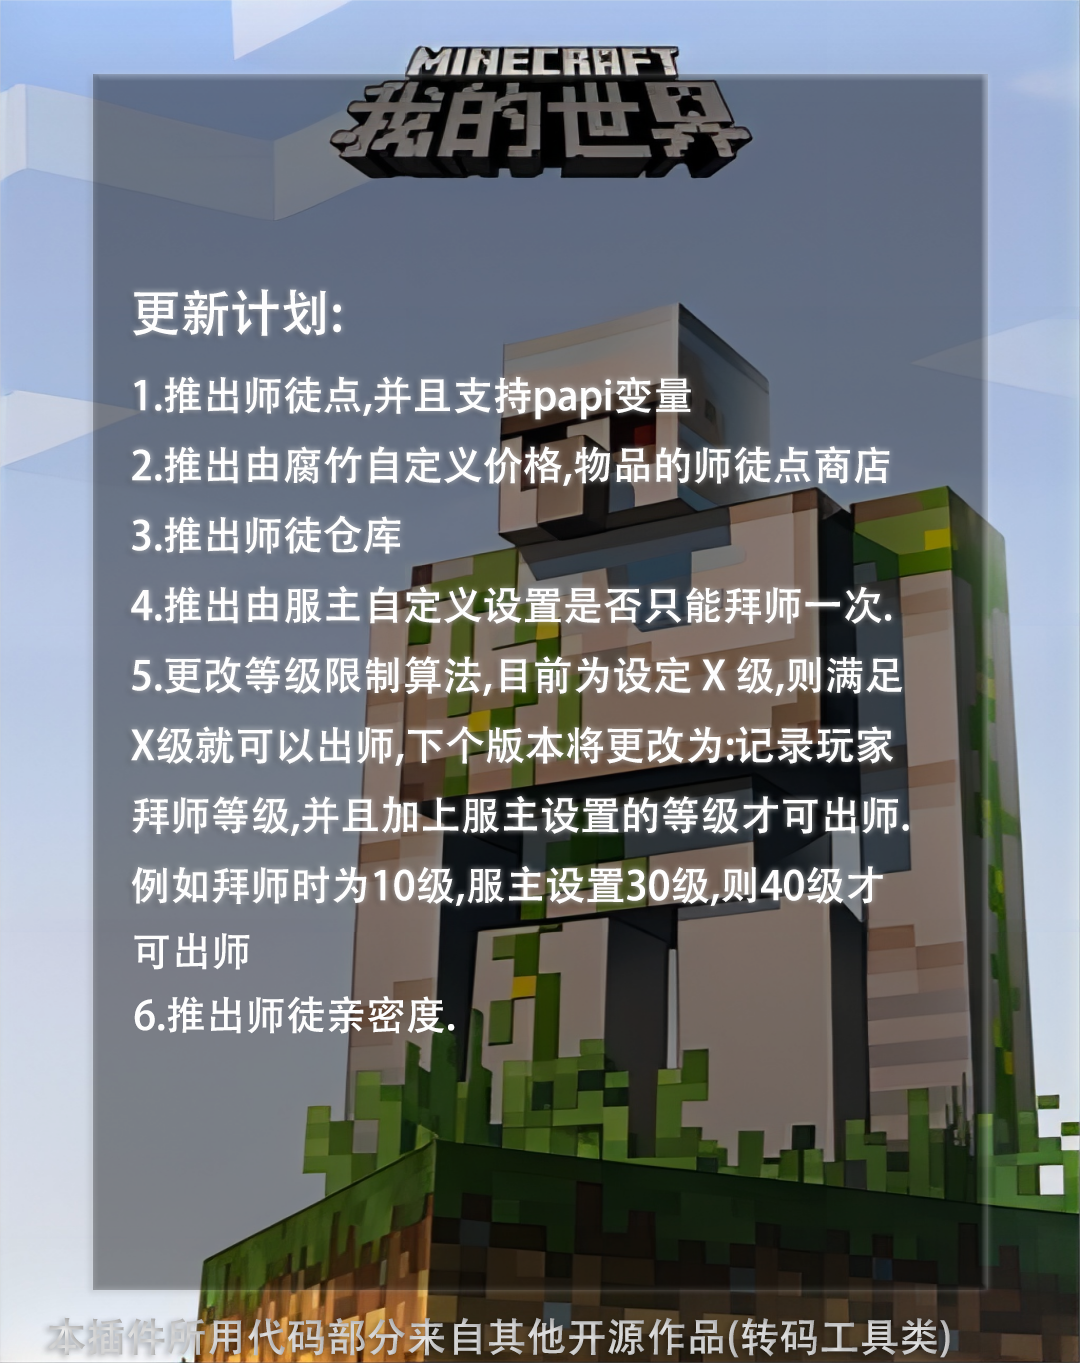 MINECRAFT
我的世界
更新计划:
1.推出师徒点,并且支持papi变量
2.推出由腐竹自定义价格,物品的师徒点商店
3.推出师徒仓库
4.推出由服主自定义设置是否只能拜师一次.
5.更改等级限制算法,目前为设定 X 级,则满足
X级就可以出师,下个版本将更改为:记录玩家
拜师等级,并且加上服主设置的等级才可出师.
例如拜师时为10级,服主设置30级,则40级才
可出师
6.推出师徒亲密度.
本插件所用代码部分来自其他开源作品(转码工具类)